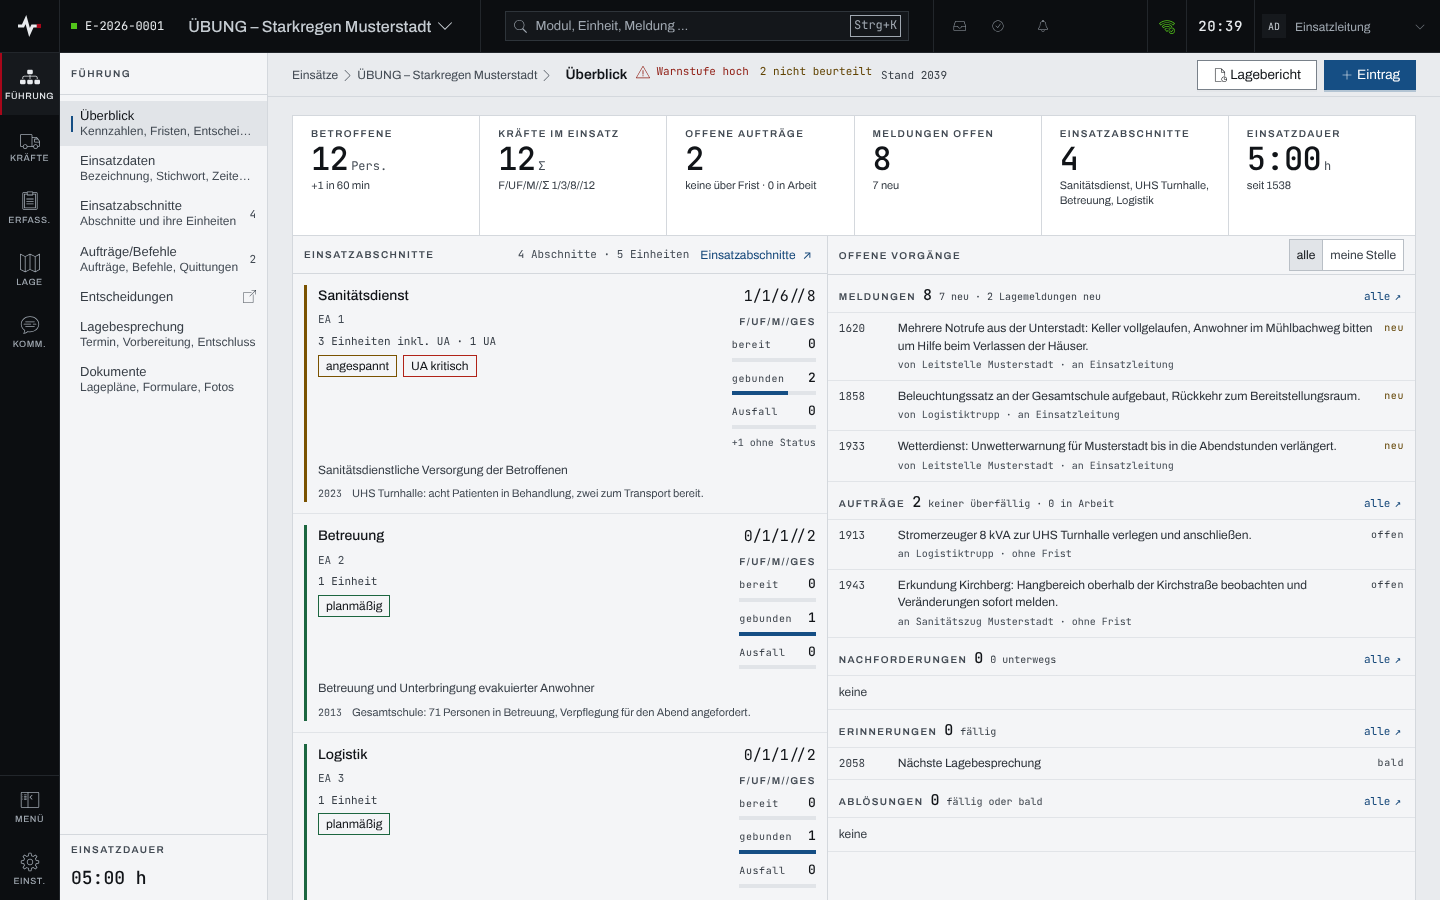 E-2026-0001
ÜBUNG – Starkregen Musterstadt
Modul, Einheit, Meldung ...
Strg+K
20:39
AD
Einsatzleitung
FÜHRUNG
KRÄFTE
ERFASS.
LAGE
KOMM.
MENÜ
EINST.
FÜHRUNG
Überblick
Kennzahlen, Fristen, Entschei...
Einsatzdaten
Bezeichnung, Stichwort, Zeite...
Einsatzabschnitte
Abschnitte und ihre Einheiten
4
Aufträge/Befehle
Aufträge, Befehle, Quittungen
2
Entscheidungen
Lagebesprechung
Termin, Vorbereitung, Entschluss
Dokumente
Lagepläne, Formulare, Fotos
EINSATZDAUER
05:00 h
Einsätze
ÜBUNG – Starkregen Musterstadt
Überblick
Warnstufe hoch
2 nicht beurteilt
Stand 2039
Lagebericht
+ Eintrag
BETROFFENE
12 Pers.
+1 in 60 min
KRÄFTE IM EINSATZ
12 Σ
F/UF/M//Σ 1/3/8//12
OFFENE AUFTRÄGE
2
keine über Frist · 0 in Arbeit
MELDUNGEN OFFEN
8
7 neu
EINSATZABSCHNITTE
4
Sanitätsdienst, UHS Turnhalle,
Betreuung, Logistik
EINSATZDAUER
5:00 h
seit 1538
EINSATZABSCHNITTE
4 Abschnitte · 5 Einheiten
Einsatzabschnitte ↗
Sanitätsdienst
1/1/6//8
EA 1
F/UF/M//GES
3 Einheiten inkl. UA · 1 UA
angespannt
UA kritisch
bereit 0
gebunden 2
Ausfall 0
+1 ohne Status
Sanitätsdienstliche Versorgung der Betroffenen
2023 UHS Turnhalle: acht Patienten in Behandlung, zwei zum Transport bereit.
Betreuung
0/1/1//2
EA 2
F/UF/M//GES
1 Einheit
planmäßig
bereit 0
gebunden 1
Ausfall 0
Betreuung und Unterbringung evakuierter Anwohner
2013 Gesamtschule: 71 Personen in Betreuung, Verpflegung für den Abend angefordert.
Logistik
0/1/1//2
EA 3
F/UF/M//GES
1 Einheit
planmäßig
bereit 0
gebunden 1
Ausfall 0
OFFENE VORGÄNGE
alle
meine Stelle
MELDUNGEN 8 7 neu · 2 Lagemeldungen neu
alle ↗
1620 Mehrere Notrufe aus der Unterstadt: Keller vollgelaufen, Anwohner im Mühlbachweg bitten neu
um Hilfe beim Verlassen der Häuser.
von Leitstelle Musterstadt · an Einsatzleitung
1858 Beleuchtungssatz an der Gesamtschule aufgebaut, Rückkehr zum Bereitstellungsraum. neu
von Logistiktrupp · an Einsatzleitung
1933 Wetterdienst: Unwetterwarnung für Musterstadt bis in die Abendstunden verlängert. neu
von Leitstelle Musterstadt · an Einsatzleitung
AUFTRÄGE 2 keiner überfällig · 0 in Arbeit
alle ↗
1913 Stromerzeuger 8 kVA zur UHS Turnhalle verlegen und anschließen. offen
an Logistiktrupp · ohne Frist
1943 Erkundung Kirchberg: Hangbereich oberhalb der Kirchstraße beobachten und offen
Veränderungen sofort melden.
an Sanitätszug Musterstadt · ohne Frist
NACHFORDERUNGEN 0 0 unterwegs
alle ↗
keine
ERINNERUNGEN 0 fällig
alle ↗
2058 Nächste Lagebesprechung bald
ABLÖSUNGEN 0 fällig oder bald
alle ↗
keine